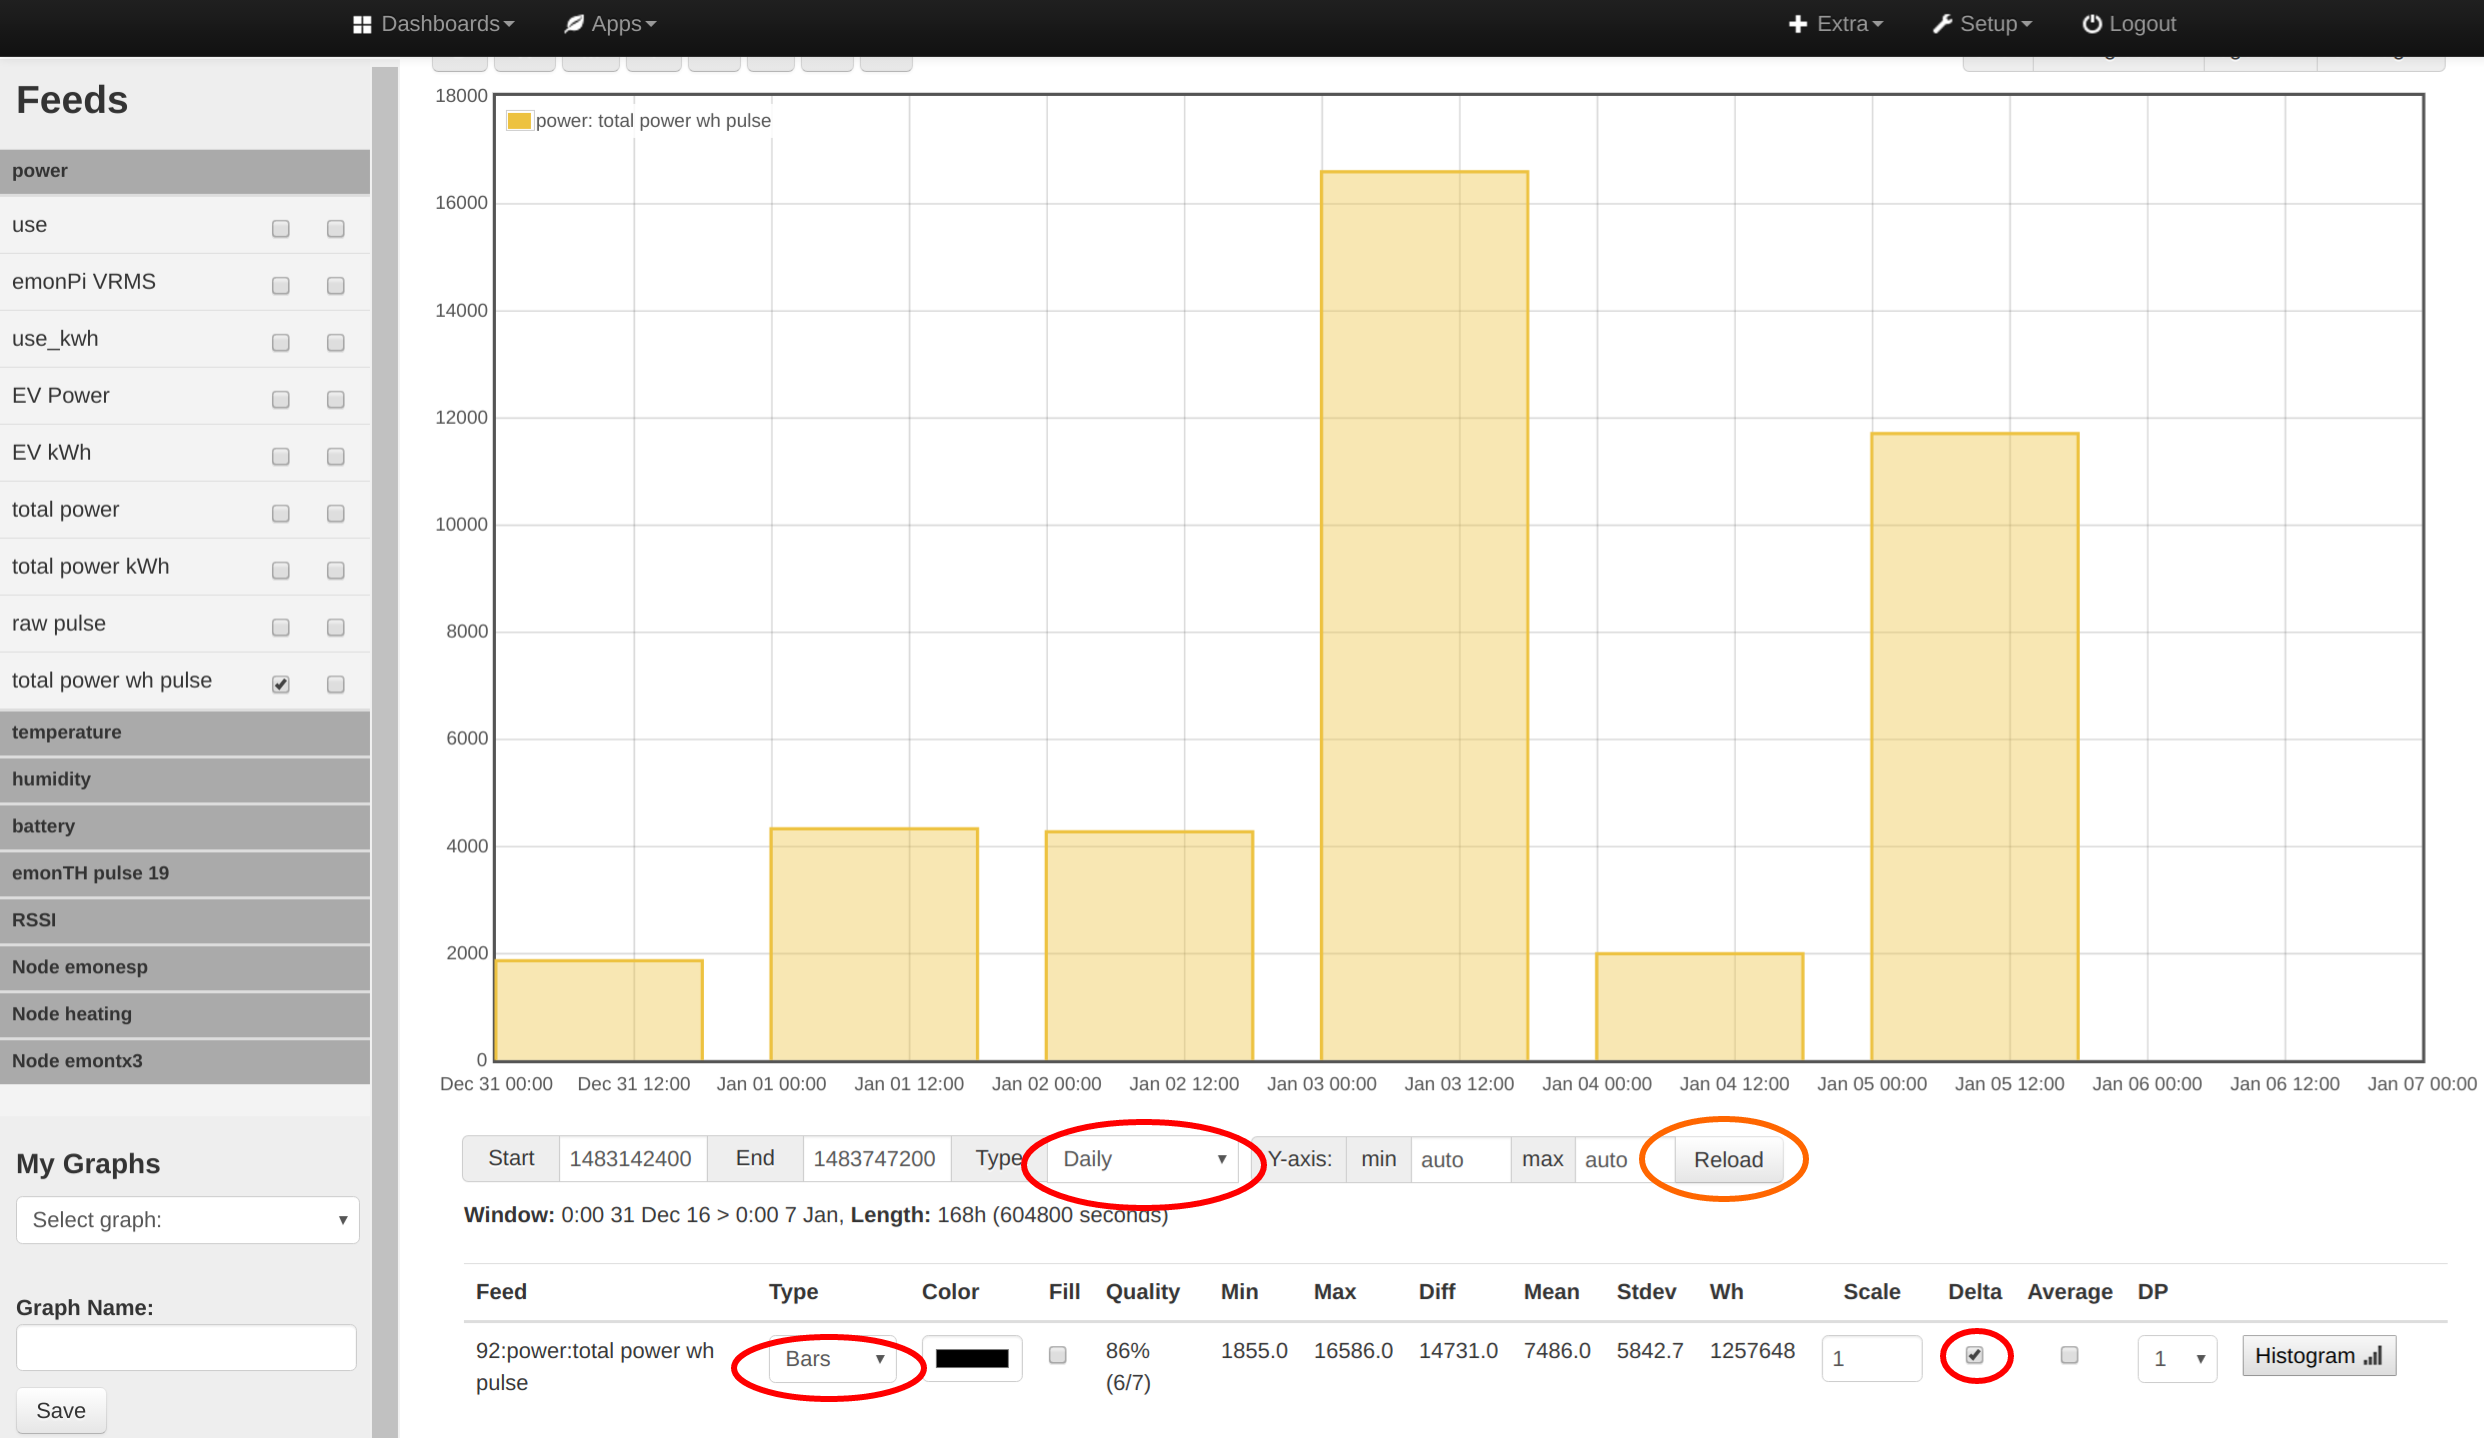 Dashboards Apps Extra Setup Logout
Feeds
power
use
emonPi VRMS
use_kwh
EV Power
EV kWh
total power
total power kWh
raw pulse
total power wh pulse
temperature
humidity
battery
emonTH pulse 19
RSSI
Node emonesp
Node heating
Node emontx3
My Graphs
Select graph:
Graph Name:
Save
power: total power wh pulse
18000
16000
14000
12000
10000
8000
6000
4000
2000
0
Dec 31 00:00 Dec 31 12:00 Jan 01 00:00 Jan 01 12:00 Jan 02 00:00 Jan 02 12:00 Jan 03 00:00 Jan 03 12:00 Jan 04 00:00 Jan 04 12:00 Jan 05 00:00 Jan 05 12:00 Jan 06 00:00 Jan 06 12:00 Jan 07 00:00
Start 1483142400 End 1483747200 Type Daily Y-axis: min auto max auto Reload
Window: 0:00 31 Dec 16 > 0:00 7 Jan, Length: 168h (604800 seconds)
Feed Type Color Fill Quality Min Max Diff Mean Stdev Wh Scale Delta Average DP
92:power:total power wh Bars 86% 1855.0 16586.0 14731.0 7486.0 5842.7 1257648 1 1 Histogram
pulse (6/7)